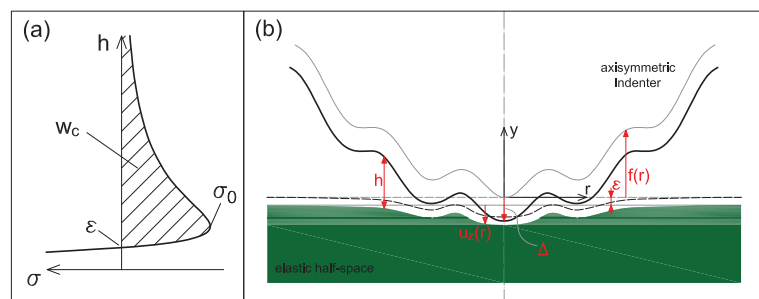 (a)
h
w_c
σ_0
ε
σ
(b)
axisymmetric
Indenter
y
r
h
ε
f(r)
u_z(r)
Δ
elastic half-space